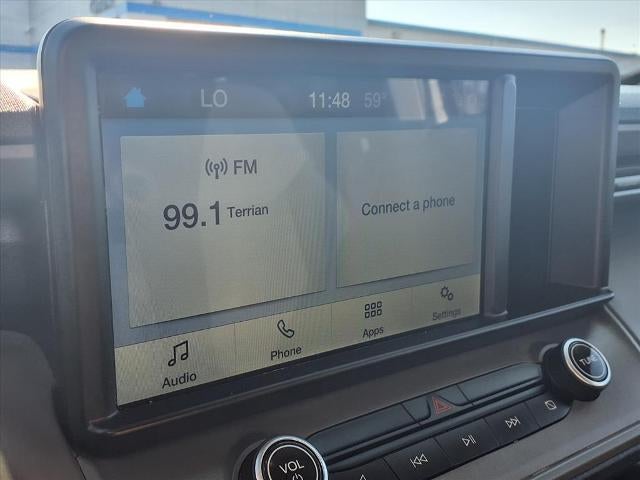 LO 11:48 59°
FM
99.1 Terrian
Connect a phone
Audio Phone Apps Settings
TUNE
VOL